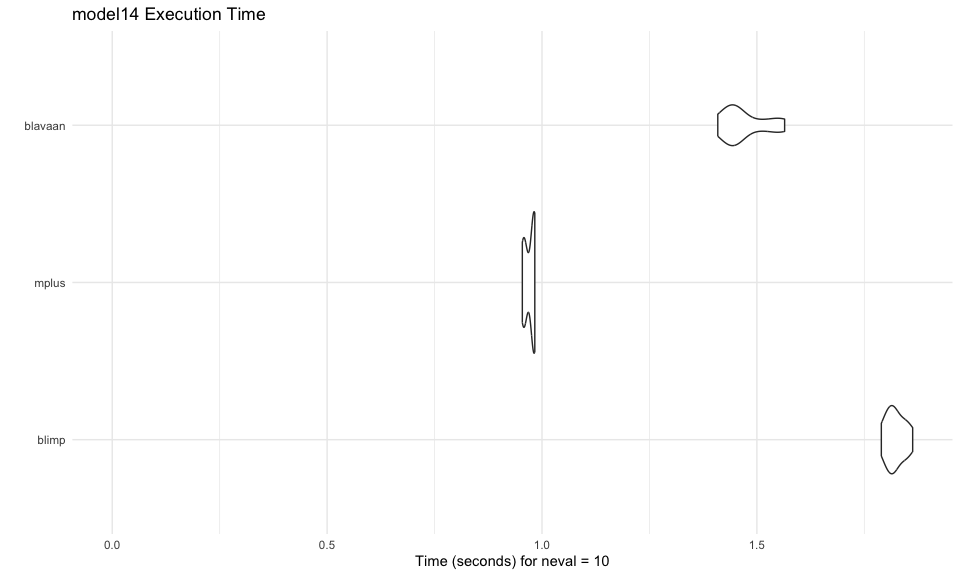 model14 Execution Time
blavaan
mplus
blimp
0.0 0.5 1.0 1.5
Time (seconds) for neval = 10